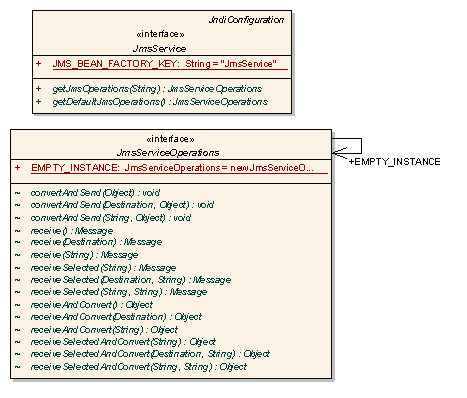 JndiConfiguration
«interface»
JmsService
+ JMS_BEAN_FACTORY_KEY: String = "JmsService"
+ getJmsOperations(String) : JmsServiceOperations
+ getDefaultJmsOperations() : JmsServiceOperations
«interface»
JmsServiceOperations
+ EMPTY_INSTANCE: JmsServiceOperations = new JmsServiceO...
+EMPTY_INSTANCE
~ convertAndSend(Object) : void
~ convertAndSend(Destination, Object) : void
~ convertAndSend(String, Object) : void
~ receive() : Message
~ receive(Destination) : Message
~ receive(String) : Message
~ receiveSelected(String) : Message
~ receiveSelected(Destination, String) : Message
~ receiveSelected(String, String) : Message
~ receiveAndConvert() : Object
~ receiveAndConvert(Destination) : Object
~ receiveAndConvert(String) : Object
~ receiveSelectedAndConvert(String) : Object
~ receiveSelectedAndConvert(Destination, String) : Object
~ receiveSelectedAndConvert(String, String) : Object